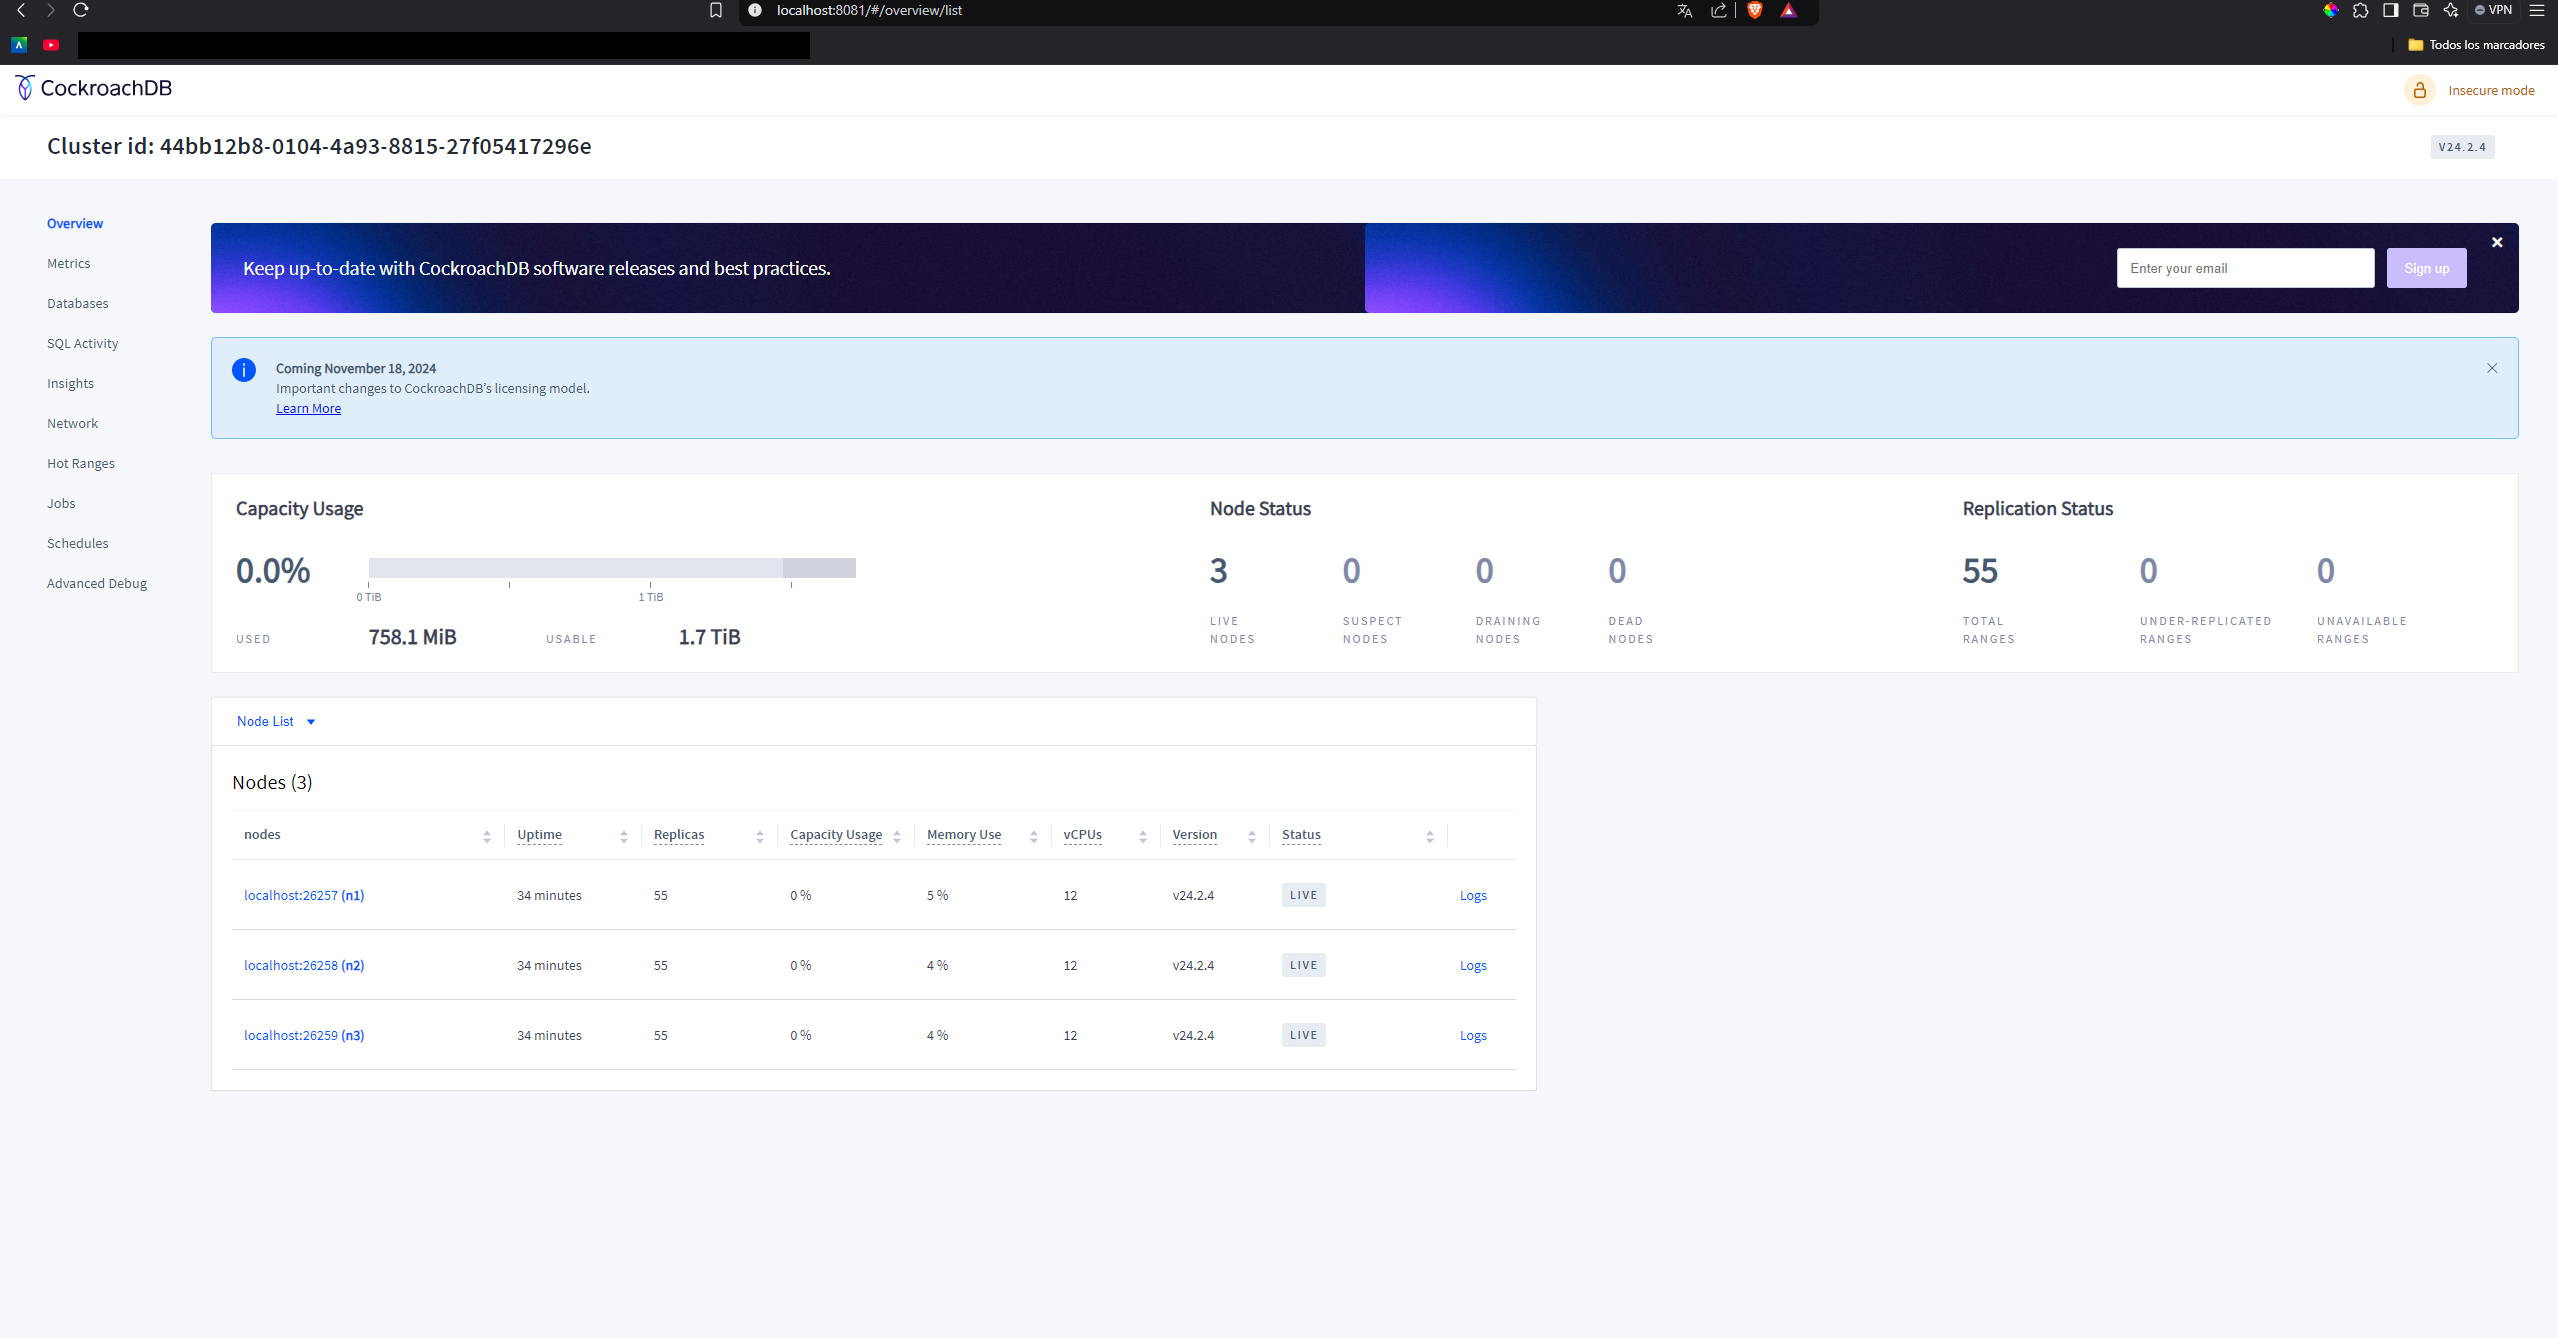 localhost:8081/#/overview/list
VPN
Todos los marcadores
CockroachDB
Insecure mode
Cluster id: 44bb12b8-0104-4a93-8815-27f05417296e
V24.2.4
Overview
Metrics
Databases
SQL Activity
Insights
Network
Hot Ranges
Jobs
Schedules
Advanced Debug
Keep up-to-date with CockroachDB software releases and best practices.
Enter your email
Sign up
Coming November 18, 2024
Important changes to CockroachDB’s licensing model.
Learn More
Capacity Usage
0.0%
0 TiB
1 TiB
USED
758.1 MiB
USABLE
1.7 TiB
Node Status
3
0
0
0
LIVE
NODES
SUSPECT
NODES
DRAINING
NODES
DEAD
NODES
Replication Status
55
0
0
TOTAL
RANGES
UNDER-REPLICATED
RANGES
UNAVAILABLE
RANGES
Node List
Nodes (3)
nodes Uptime Replicas Capacity Usage Memory Use vCPUs Version Status
localhost:26257 (n1) 34 minutes 55 0 % 5 % 12 v24.2.4 LIVE Logs
localhost:26258 (n2) 34 minutes 55 0 % 4 % 12 v24.2.4 LIVE Logs
localhost:26259 (n3) 34 minutes 55 0 % 4 % 12 v24.2.4 LIVE Logs